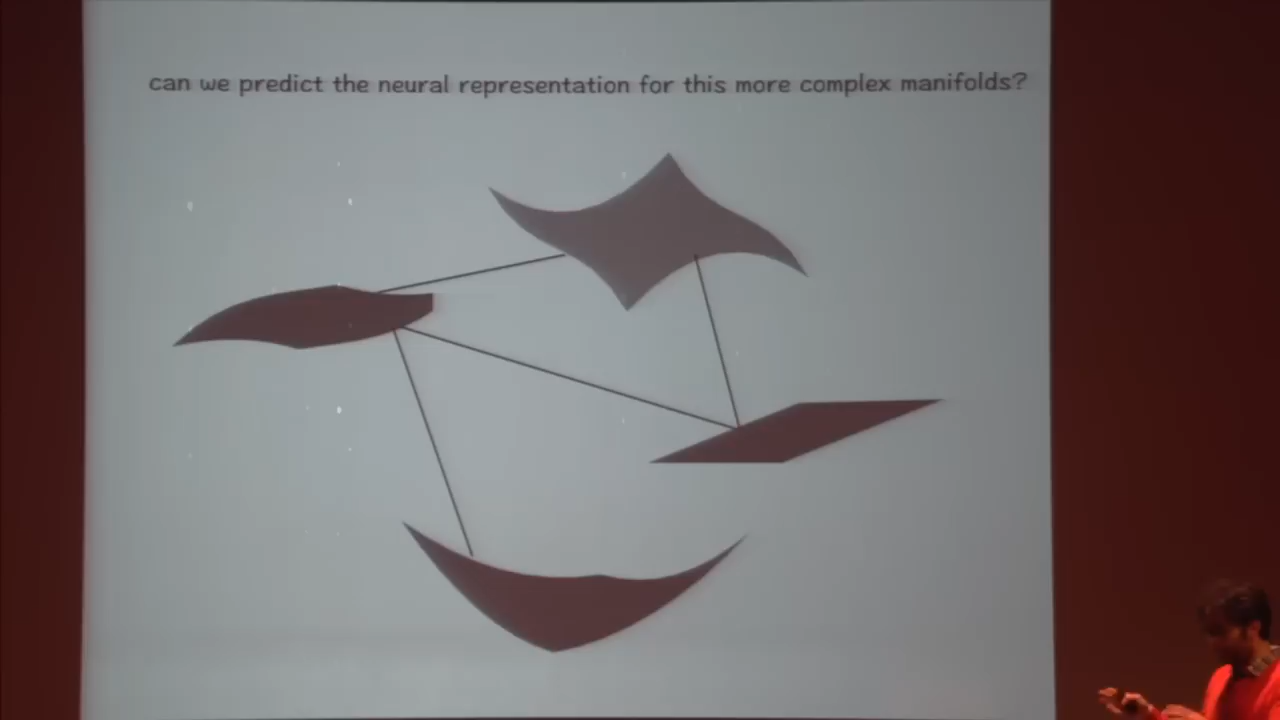 can we predict the neural representation for this more complex manifolds?